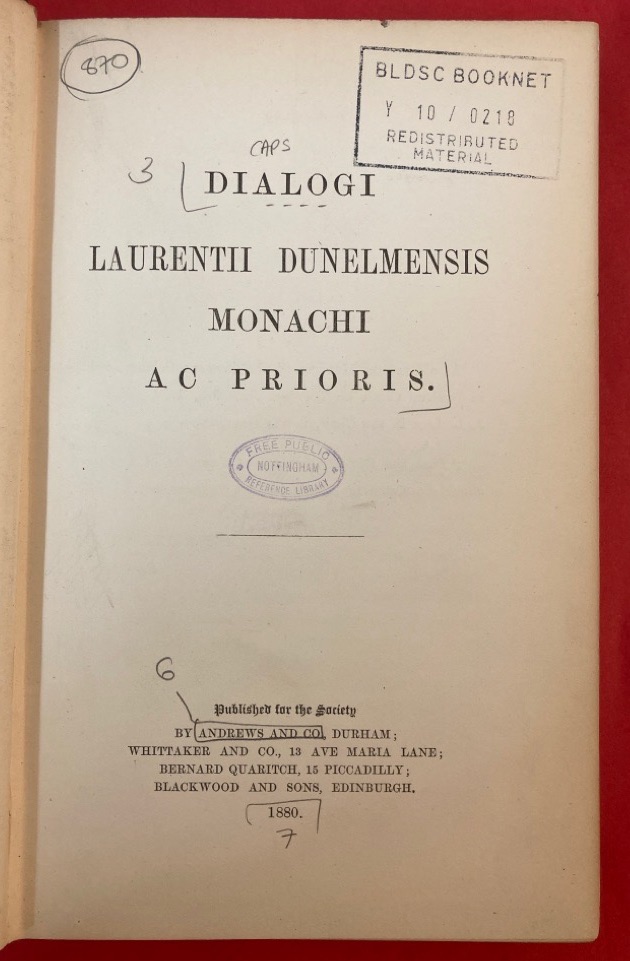 870
BLDSC BOOKNET
Y 10 / 0218
REDISTRIBUTED
MATERIAL
CAPS
3
DIALOGI
LAURENTII DUNELMENSIS
MONACHI
AC PRIORIS.
FREE PUBLIC
NOTTINGHAM
REFERENCE LIBRARY
6
Published for the Society
BY ANDREWS AND CO., DURHAM;
WHITTAKER AND CO., 13 AVE MARIA LANE;
BERNARD QUARITCH, 15 PICCADILLY;
BLACKWOOD AND SONS, EDINBURGH.
1880.
7